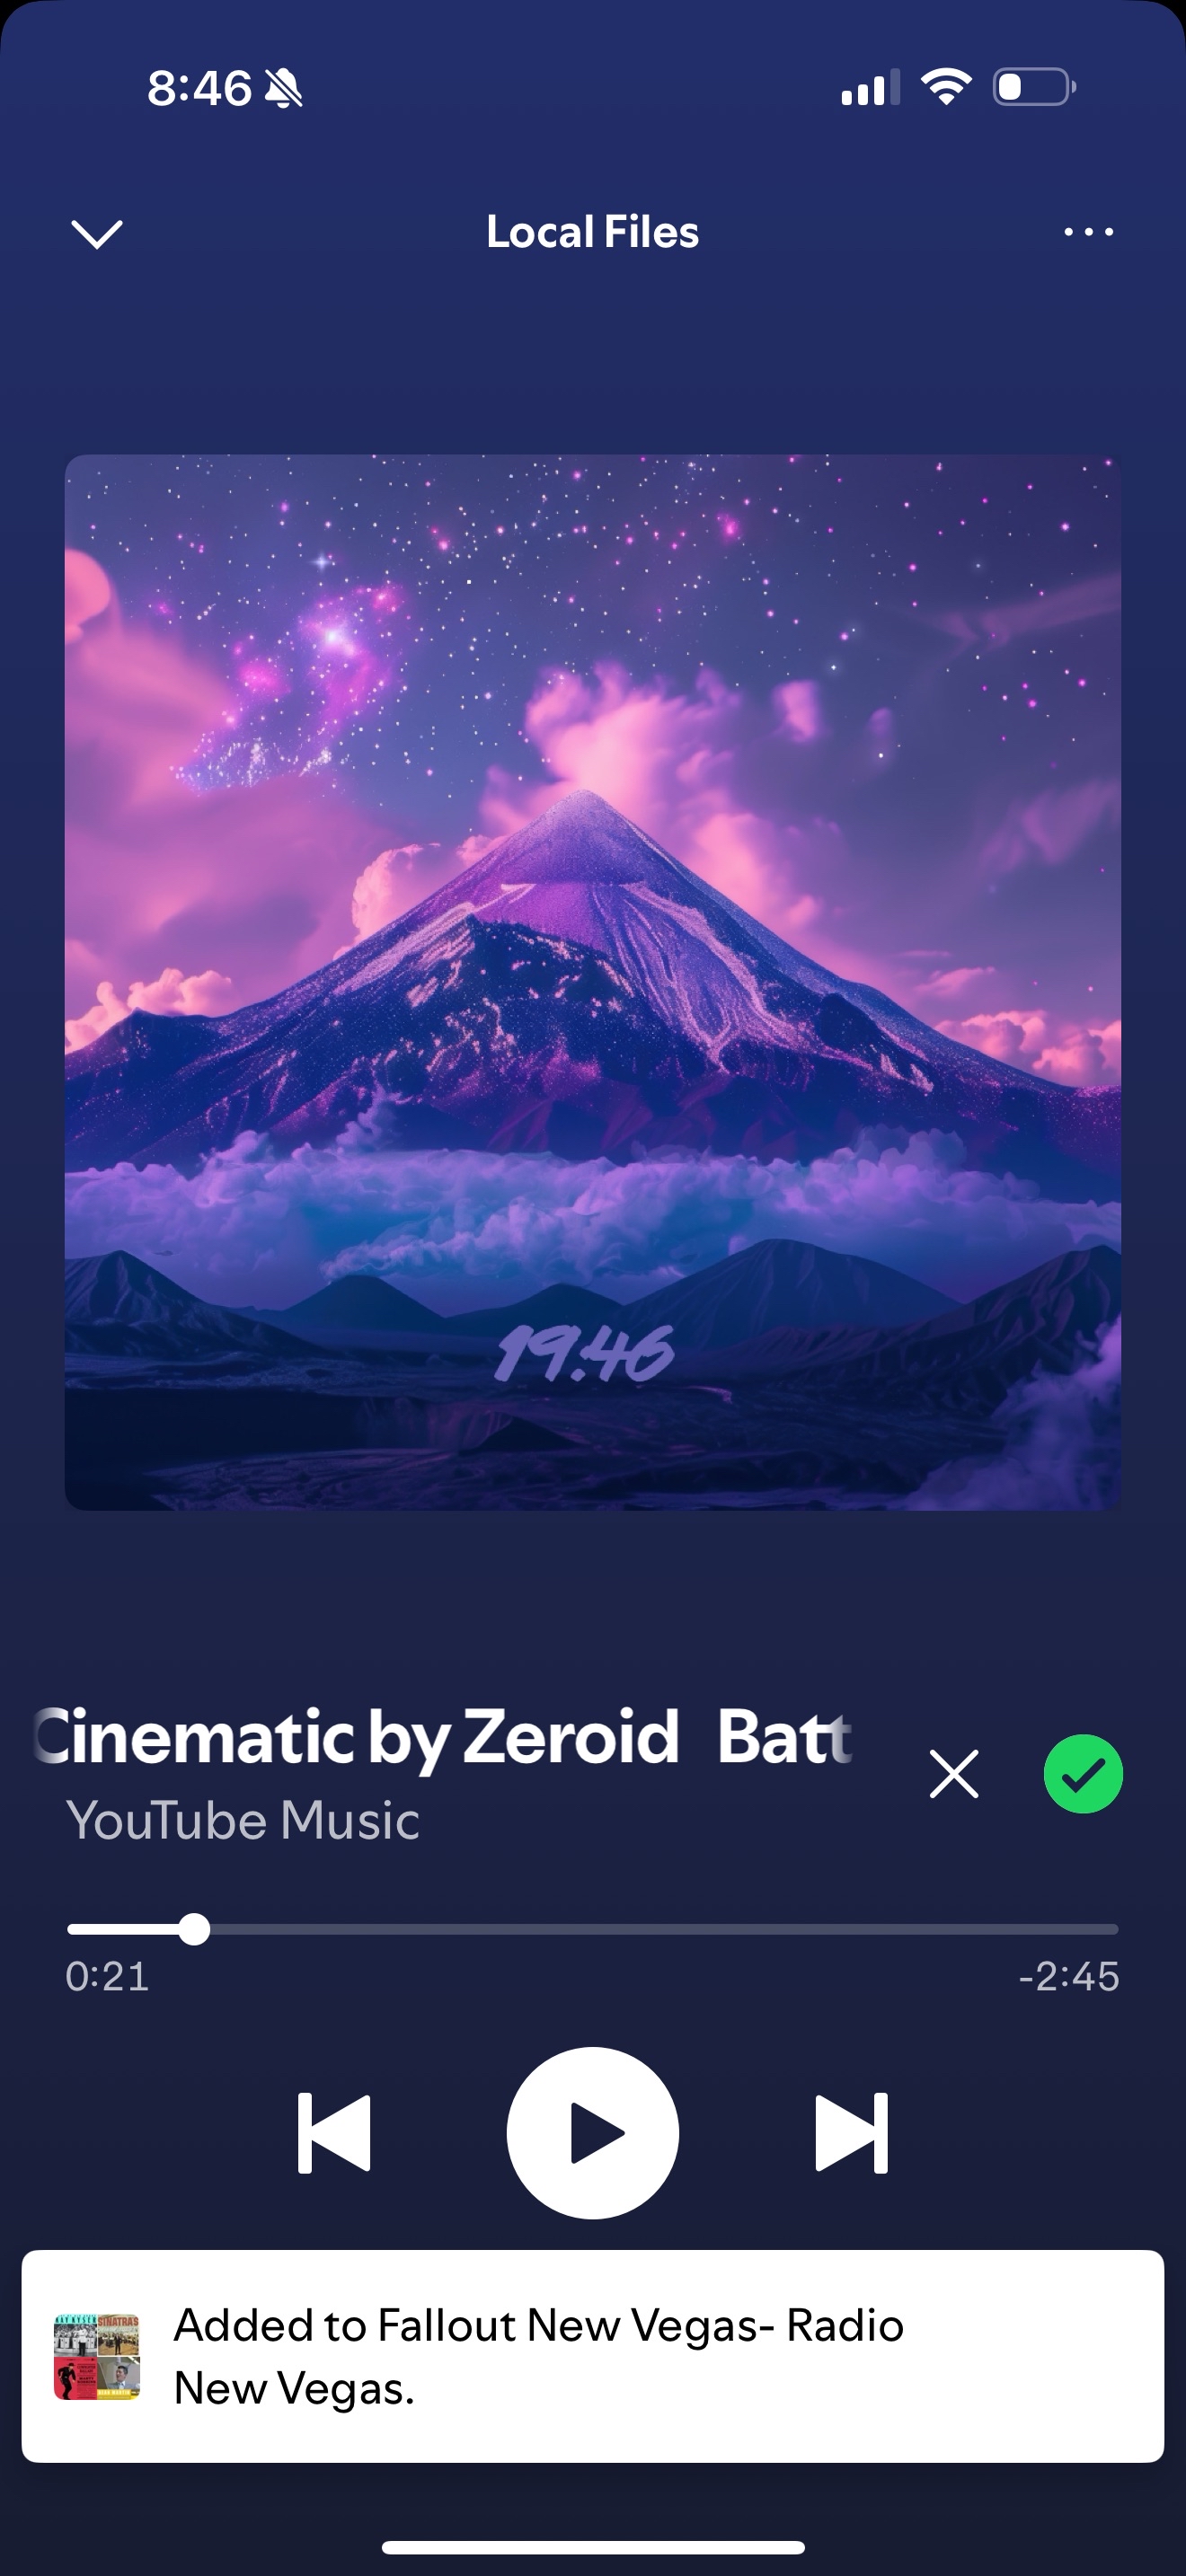 8:46
Local Files
19:46
Cinematic by Zeroid Batt
YouTube Music
0:21
-2:45
Added to Fallout New Vegas- Radio
New Vegas.